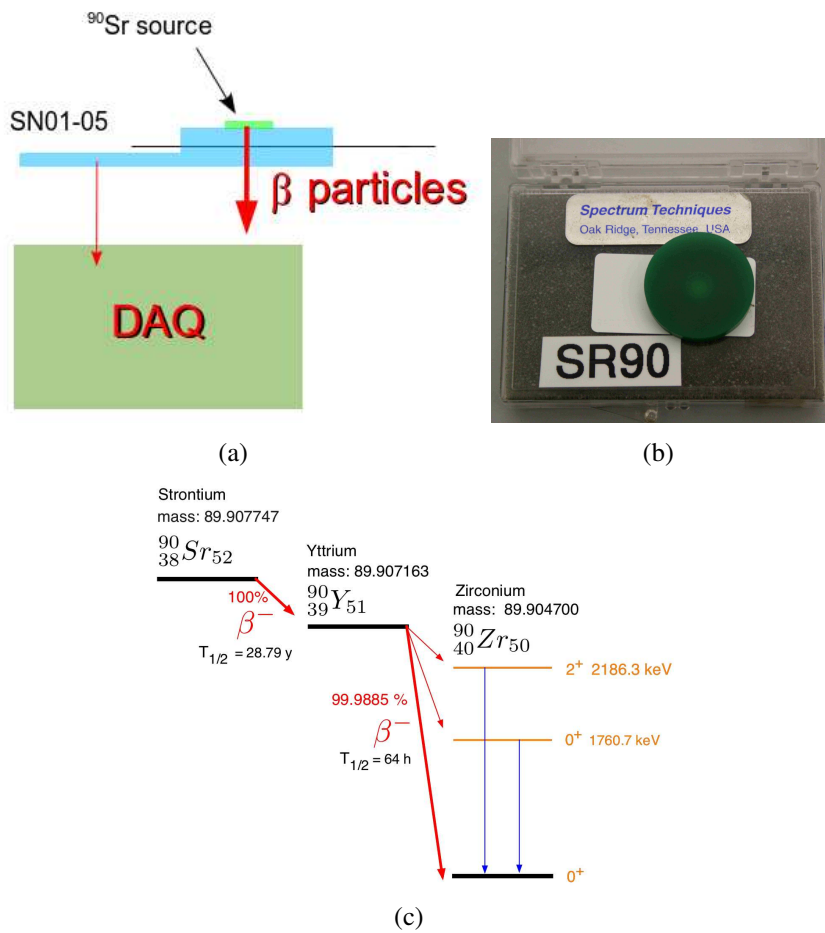 ⁹⁰Sr source
SN01-05
β particles
DAQ
(a)
Spectrum Techniques
Oak Ridge, Tennessee, USA
SR90
(b)
Strontium
mass: 89.907747
⁹⁰₃₈Sr₅₂
100%
β⁻
T₁/₂ = 28.79 y
Yttrium
mass: 89.907163
⁹⁰₃₉Y₅₁
99.9885 %
β⁻
T₁/₂ = 64 h
Zirconium
mass: 89.904700
⁹⁰₄₀Zr₅₀
2⁺ 2186.3 keV
0⁺ 1760.7 keV
0⁺
(c)